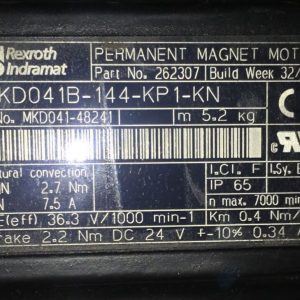 Rexroth
Indramat
PERMANENT MAGNET MOT
Part No. 262307 Build Week 32/
KD041B-144-KP1-KN
No. MKD041-48241 m 5.2 kg
tural convection I.Cl. F I.Sy.
N 2.7 Nm IP 65
N 7.5 A n max 7000 min
E(eff) 36.3 V/1000 min-1 Km 0.4 Nm/
rake 2.2 Nm DC 24 V +-10% 0.34 A